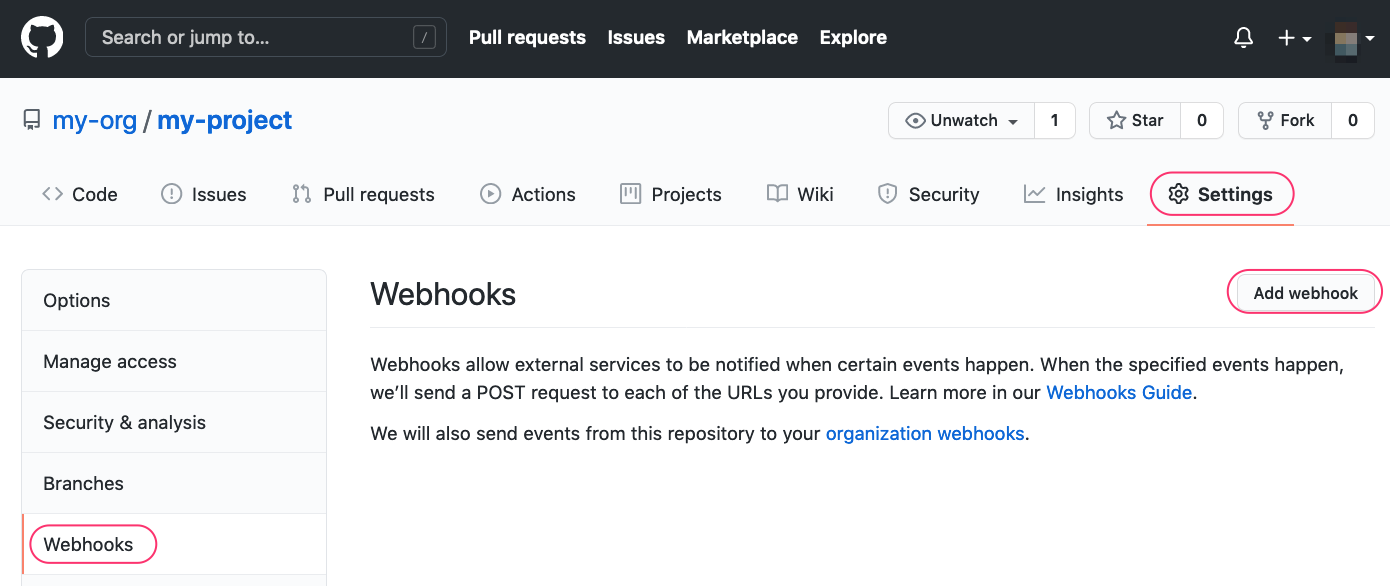 Search or jump to... / Pull requests Issues Marketplace Explore
my-org / my-project Unwatch 1 Star 0 Fork 0
Code Issues Pull requests Actions Projects Wiki Security Insights Settings
Options
Manage access
Security & analysis
Branches
Webhooks
Webhooks Add webhook
Webhooks allow external services to be notified when certain events happen. When the specified events happen,
we’ll send a POST request to each of the URLs you provide. Learn more in our Webhooks Guide.
We will also send events from this repository to your organization webhooks.